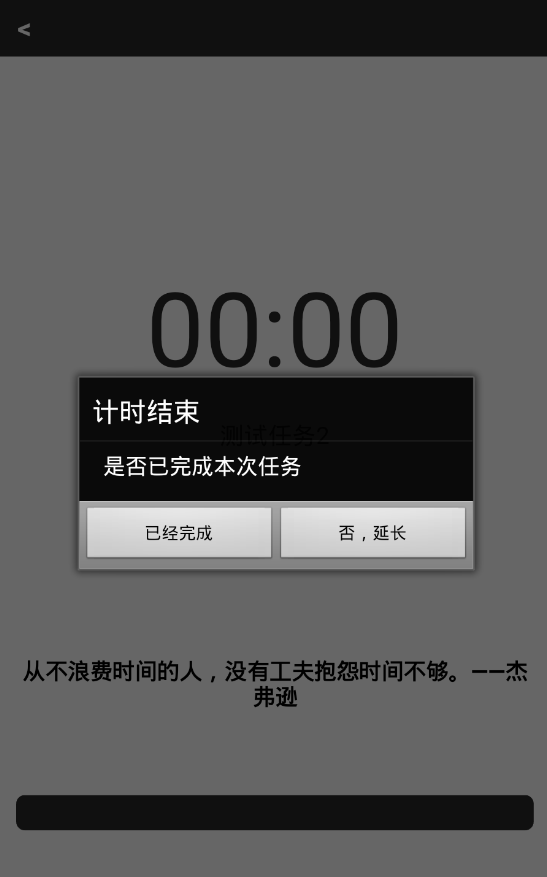 <
00:00
计时结束
测试任务2
是否已完成本次任务
已经完成
否，延长
从不浪费时间的人，没有工夫抱怨时间不够。——杰
弗逊